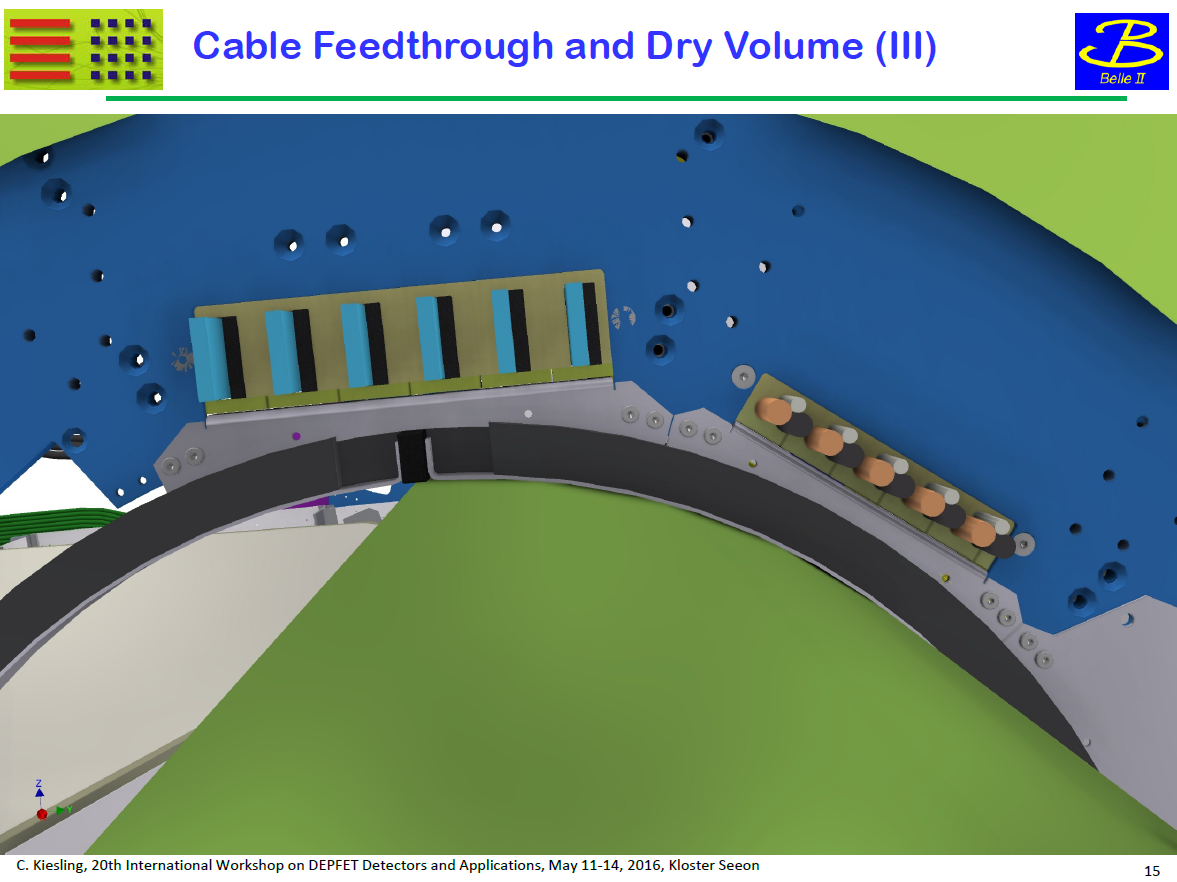 Cable Feedthrough and Dry Volume (III)
Belle II
Z
Y
C. Kiesling, 20th International Workshop on DEPFET Detectors and Applications, May 11-14, 2016, Kloster Seeon
15